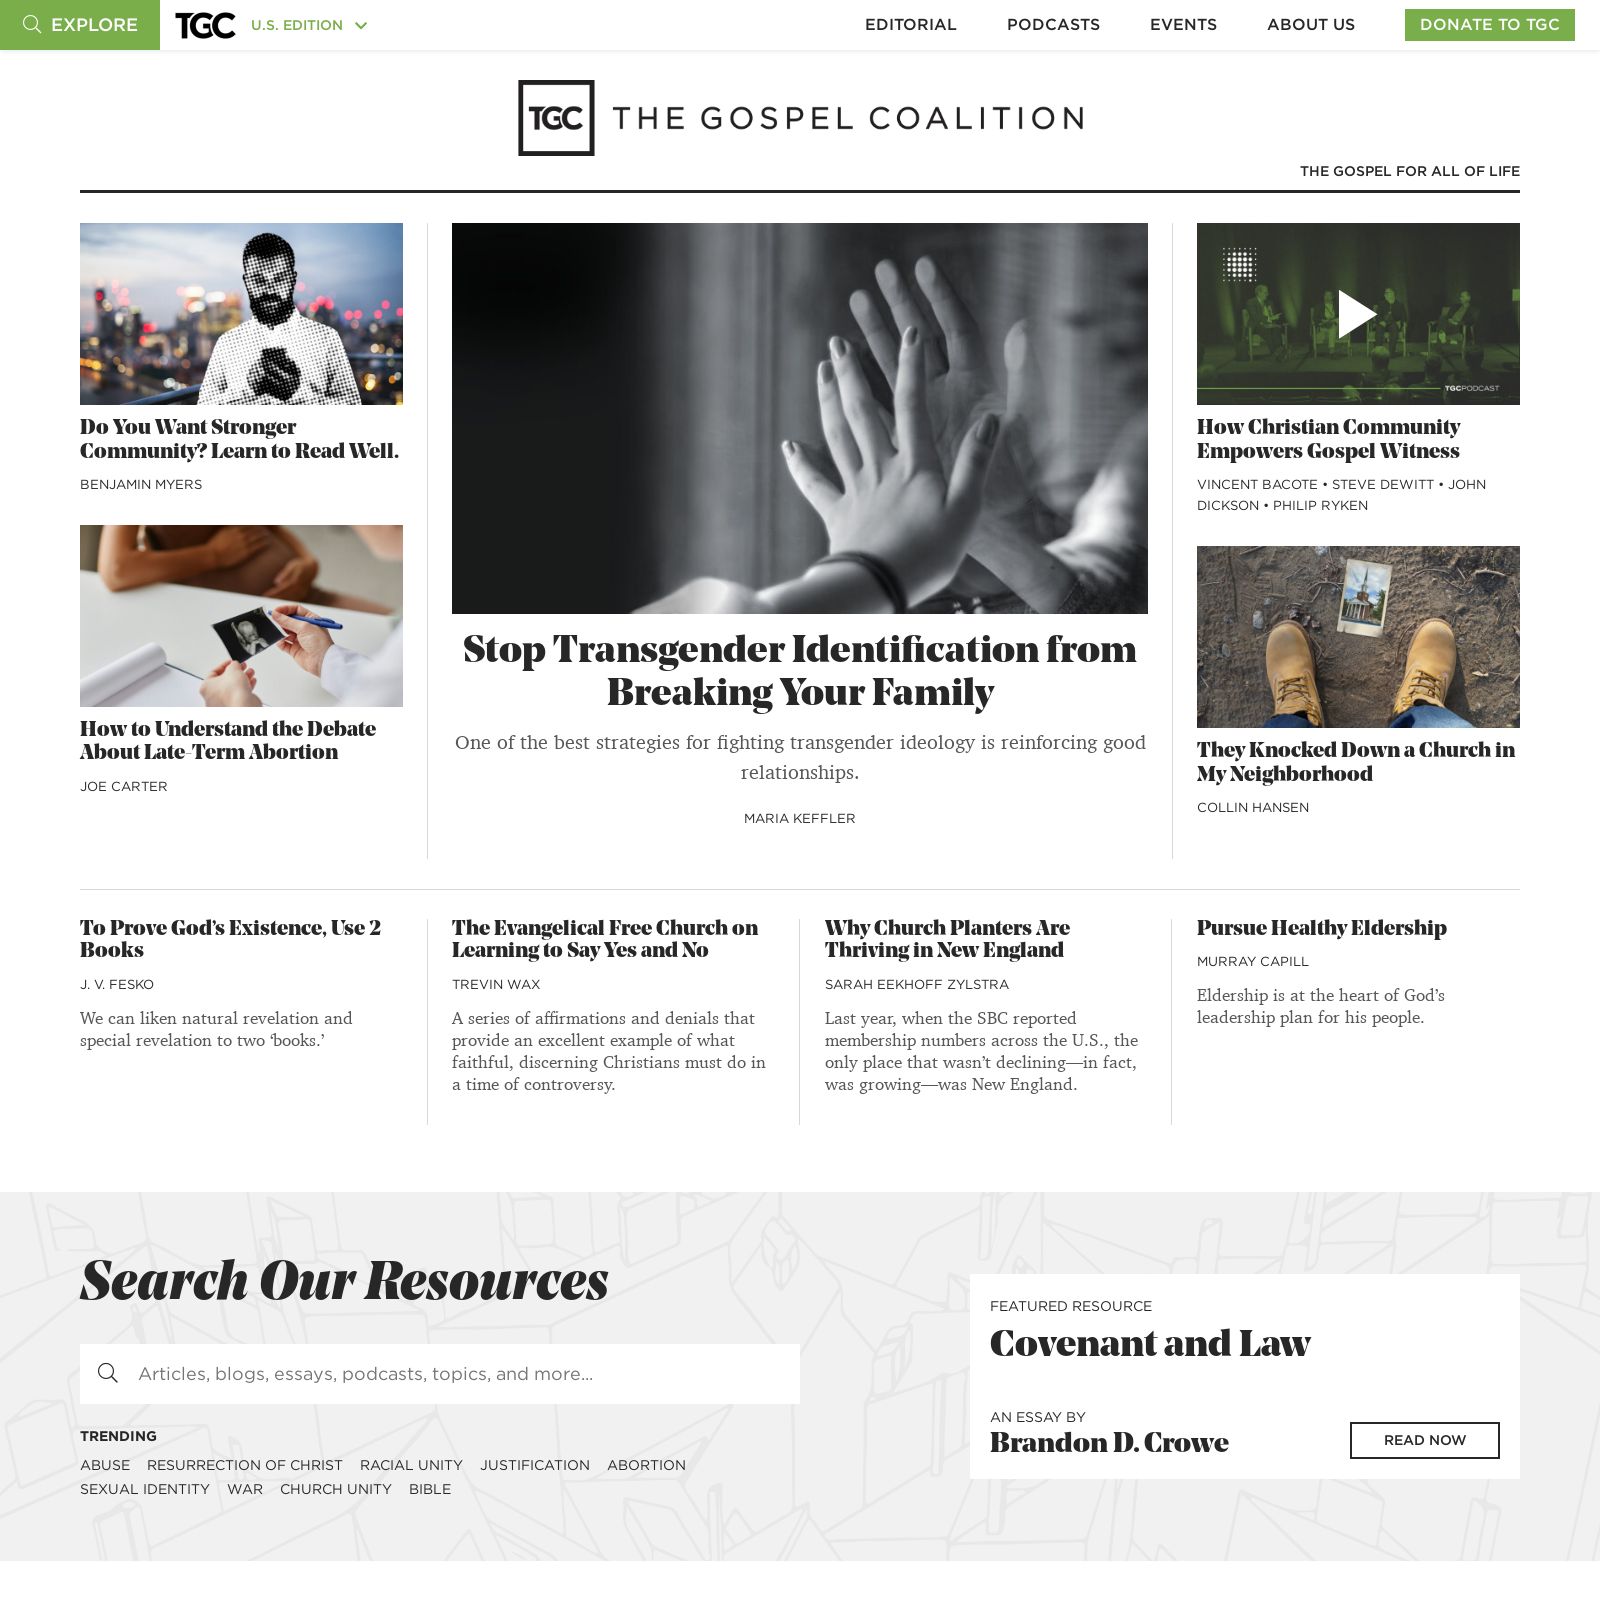 EXPLORE
TGC
U.S. EDITION
EDITORIAL
PODCASTS
EVENTS
ABOUT US
DONATE TO TGC
TGC THE GOSPEL COALITION
THE GOSPEL FOR ALL OF LIFE
Do You Want Stronger
Community? Learn to Read Well.
BENJAMIN MYERS
How to Understand the Debate
About Late-Term Abortion
JOE CARTER
Stop Transgender Identification from
Breaking Your Family
One of the best strategies for fighting transgender ideology is reinforcing good
relationships.
MARIA KEFFLER
TGCPODCAST
How Christian Community
Empowers Gospel Witness
VINCENT BACOTE • STEVE DEWITT • JOHN
DICKSON • PHILIP RYKEN
They Knocked Down a Church in
My Neighborhood
COLLIN HANSEN
To Prove God’s Existence, Use 2
Books
J. V. FESKO
We can liken natural revelation and
special revelation to two ‘books.’
The Evangelical Free Church on
Learning to Say Yes and No
TREVIN WAX
A series of affirmations and denials that
provide an excellent example of what
faithful, discerning Christians must do in
a time of controversy.
Why Church Planters Are
Thriving in New England
SARAH EEKHOFF ZYLSTRA
Last year, when the SBC reported
membership numbers across the U.S., the
only place that wasn’t declining—in fact,
was growing—was New England.
Pursue Healthy Eldership
MURRAY CAPILL
Eldership is at the heart of God’s
leadership plan for his people.
Search Our Resources
Articles, blogs, essays, podcasts, topics, and more...
TRENDING
ABUSE RESURRECTION OF CHRIST RACIAL UNITY JUSTIFICATION ABORTION
SEXUAL IDENTITY WAR CHURCH UNITY BIBLE
FEATURED RESOURCE
Covenant and Law
AN ESSAY BY
Brandon D. Crowe
READ NOW